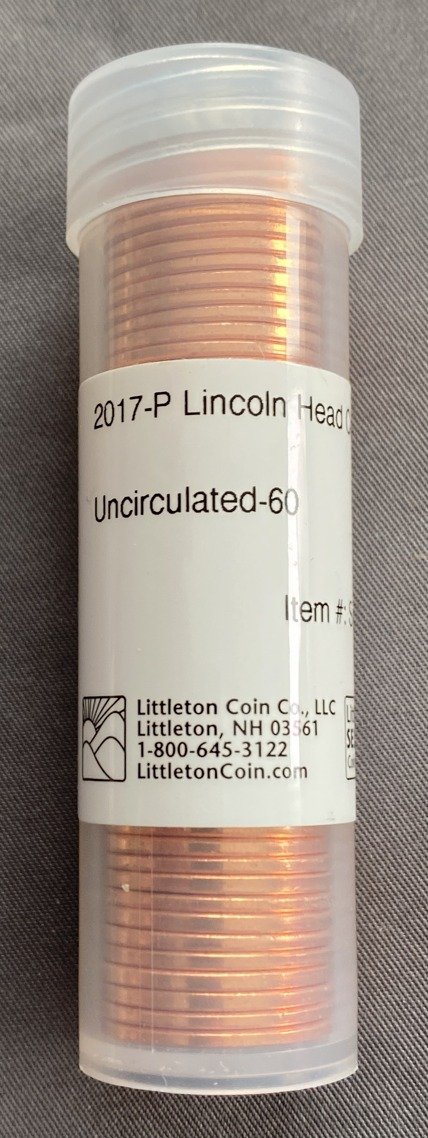 2017-P Lincoln Head
Uncirculated-60
Item #:
Littleton Coin Co., LLC
Littleton, NH 03561
1-800-645-3122
LittletonCoin.com